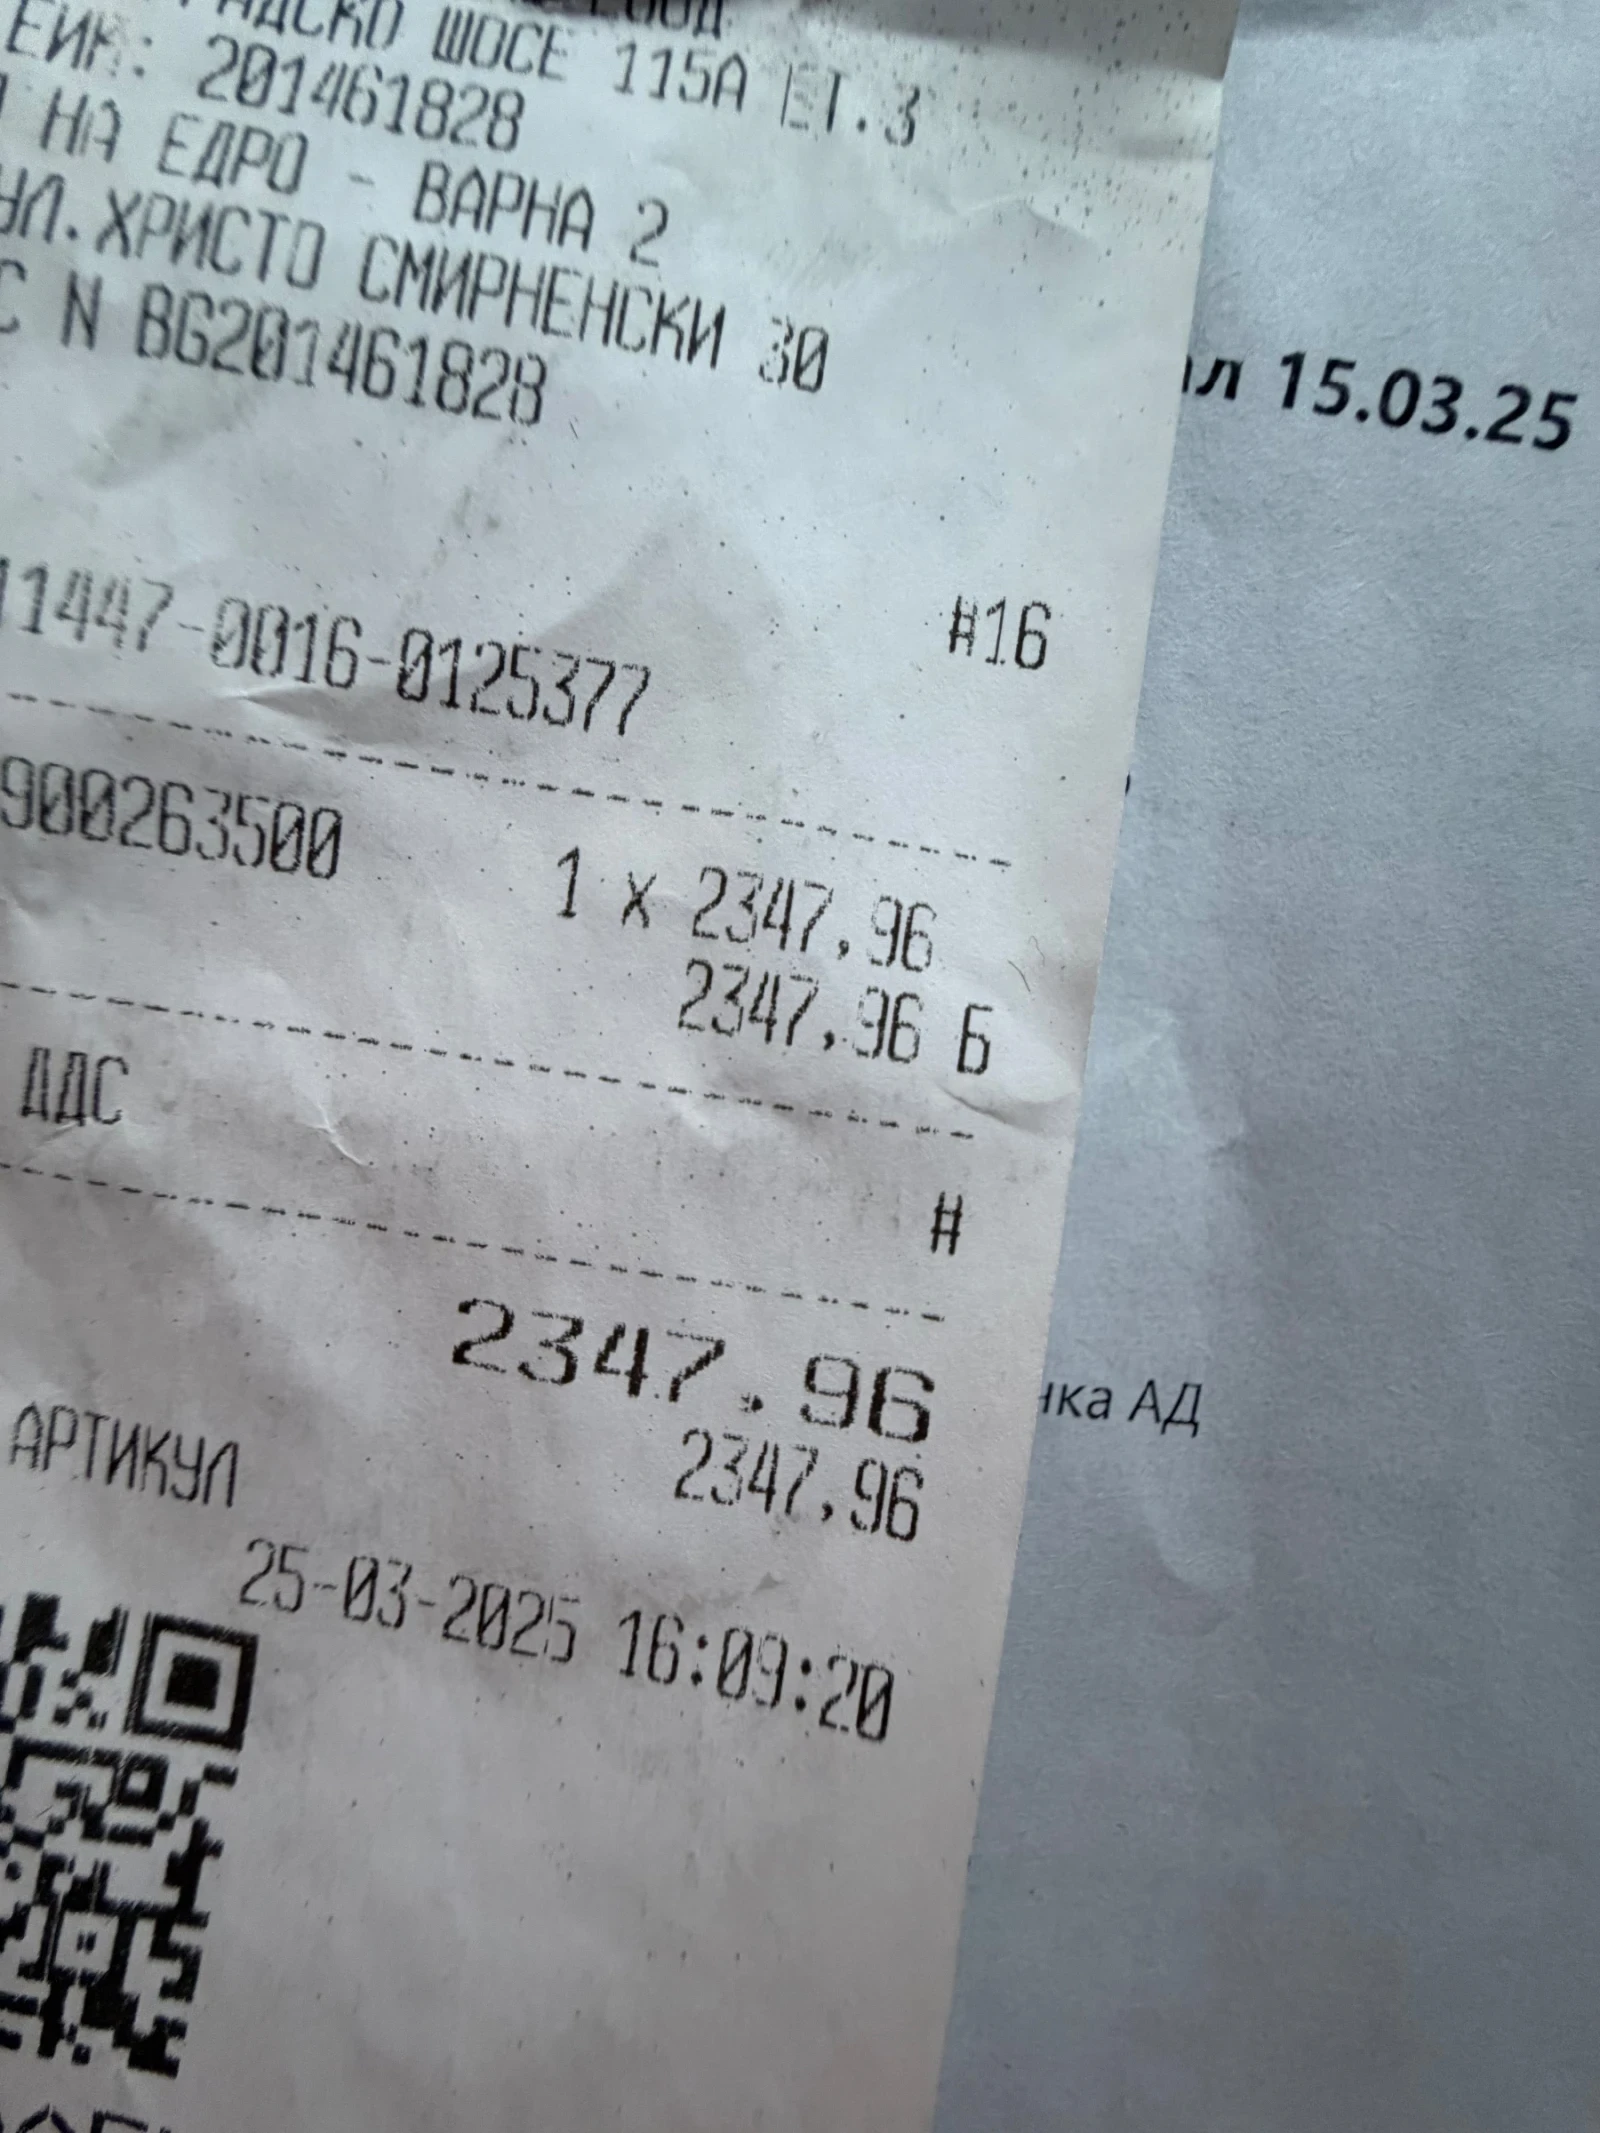 ШОСЕ 115А ЕТ.3
ЕИК: 201461828
НА ЕДРО - ВАРНА 2
УЛ.ХРИСТО СМИРНЕНСКИ 30
N BG201461828
ал 15.03.25
11447-0016-0125377 #16
900263500 1 x 2347,96
2347,96 Б
ДДС
#
2347.96
нка АД
АРТИКУЛ 2347,96
25-03-2025 16:09:20